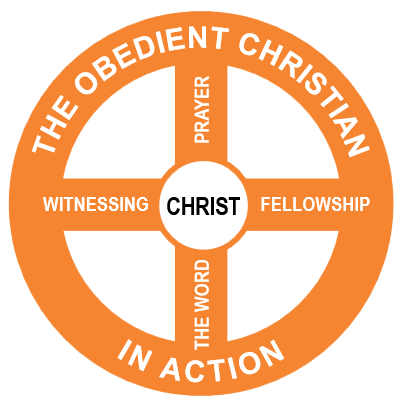 THE OBEDIENT CHRISTIAN
PRAYER
WITNESSING
CHRIST
FELLOWSHIP
THE WORD
IN ACTION